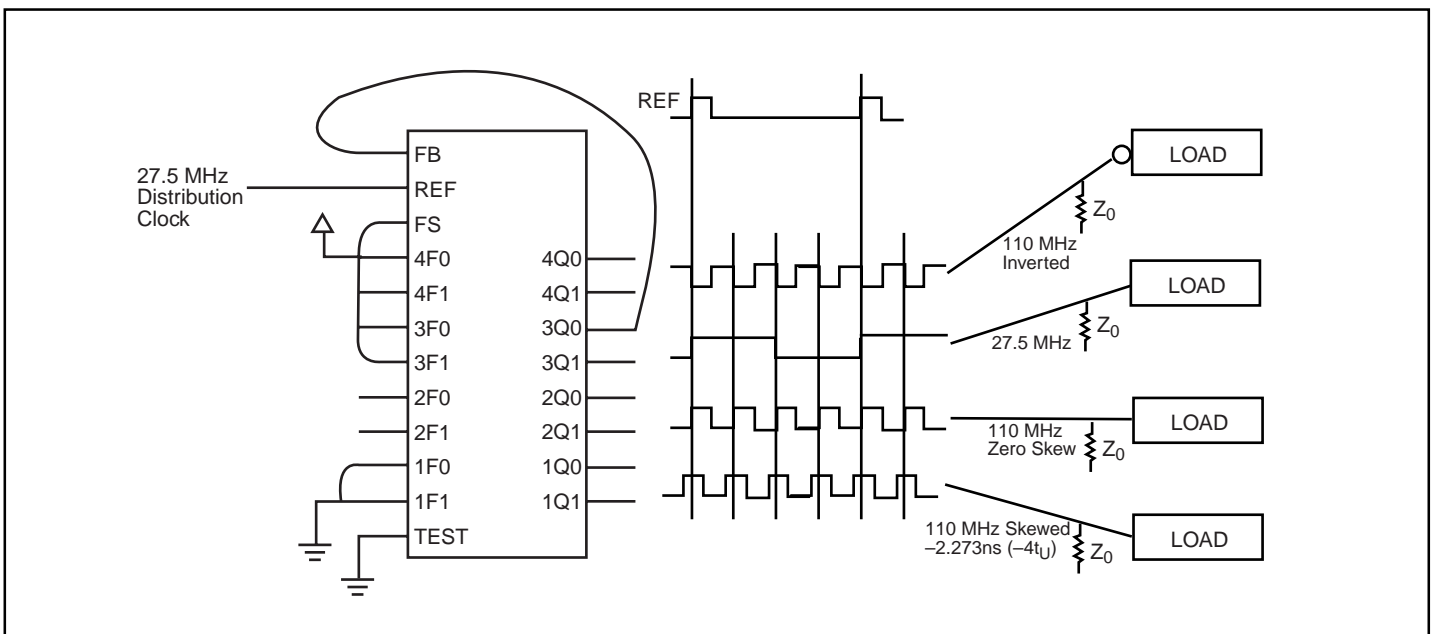 REF
27.5 MHz
Distribution
Clock
FB
REF
FS
4F0
4F1
3F0
3F1
2F0
2F1
1F0
1F1
TEST
4Q0
4Q1
3Q0
3Q1
2Q0
2Q1
1Q0
1Q1
LOAD
Z0
110 MHz
Inverted
LOAD
Z0
27.5 MHz
LOAD
110 MHz
Zero Skew
Z0
LOAD
110 MHz Skewed
–2.273ns (–4tU)
Z0